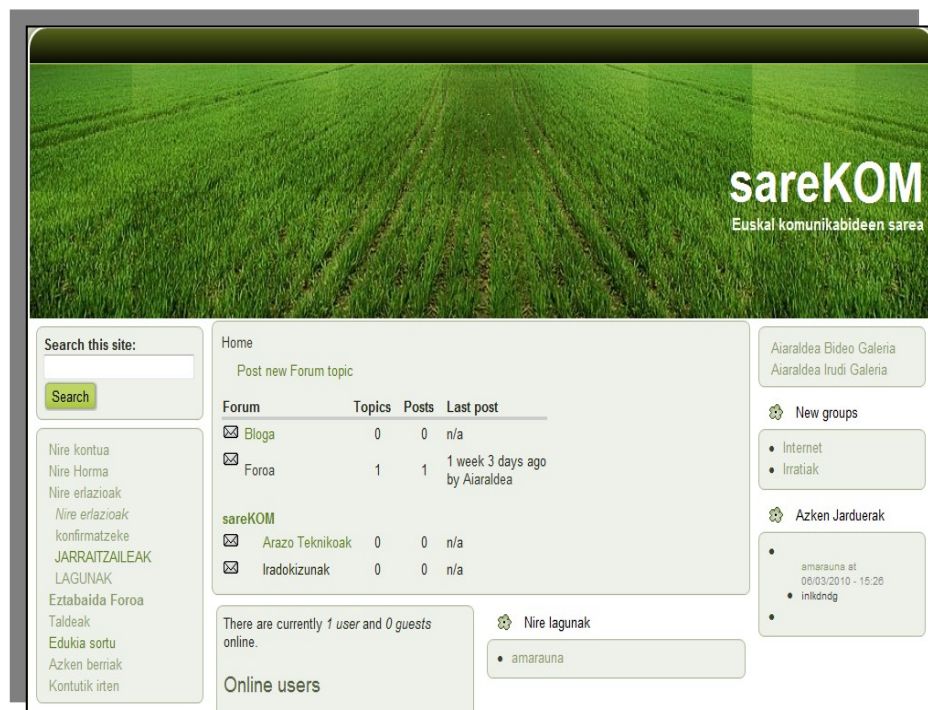 sareKOM
Euskal komunikabideen sarea
Search this site:
Search
Nire kontua
Nire Horma
Nire erlazioak
Nire erlazioak
konfirmatzeke
JARRAITZAILEAK
LAGUNAK
Eztabaida Foroa
Taldeak
Edukia sortu
Azken berriak
Kontutik irten
Home
Post new Forum topic
Forum Topics Posts Last post
Bloga 0 0 n/a
Foroa 1 1 1 week 3 days ago
by Aiaraldea
sareKOM
Arazo Teknikoak 0 0 n/a
Iradokizunak 0 0 n/a
There are currently 1 user and 0 guests
online.
Online users
Nire lagunak
amarauna
Aiaraldea Bideo Galeria
Aiaraldea Irudi Galeria
New groups
Internet
Irratiak
Azken Jarduerak
amarauna at
06/03/2010 - 15:26
inlkdndg